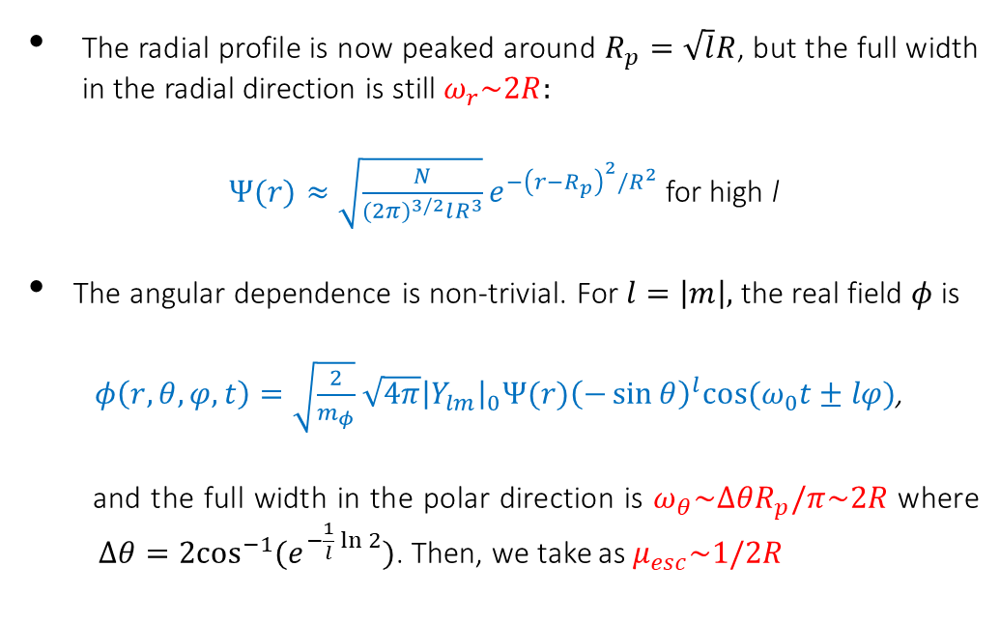 • The radial profile is now peaked around $R_p = \sqrt{l}R$, but the full width
in the radial direction is still $\omega_r \sim 2R$:
$\Psi(r) \approx \sqrt{\frac{N}{(2\pi)^{3/2} l R^3}} e^{-(r-R_p)^2/R^2}$ for high l
• The angular dependence is non-trivial. For $l = |m|$, the real field $\phi$ is
$\phi(r, \theta, \varphi, t) = \sqrt{\frac{2}{m_\phi}} \sqrt{4\pi} |Y_{lm}|_0 \Psi(r) (-\sin\theta)^l \cos(\omega_0 t \pm l\varphi)$,
and the full width in the polar direction is $\omega_\theta \sim \Delta\theta R_p/\pi \sim 2R$ where
$\Delta\theta = 2\cos^{-1}(e^{-\frac{1}{l}\ln 2})$. Then, we take as $\mu_{esc} \sim 1/2R$